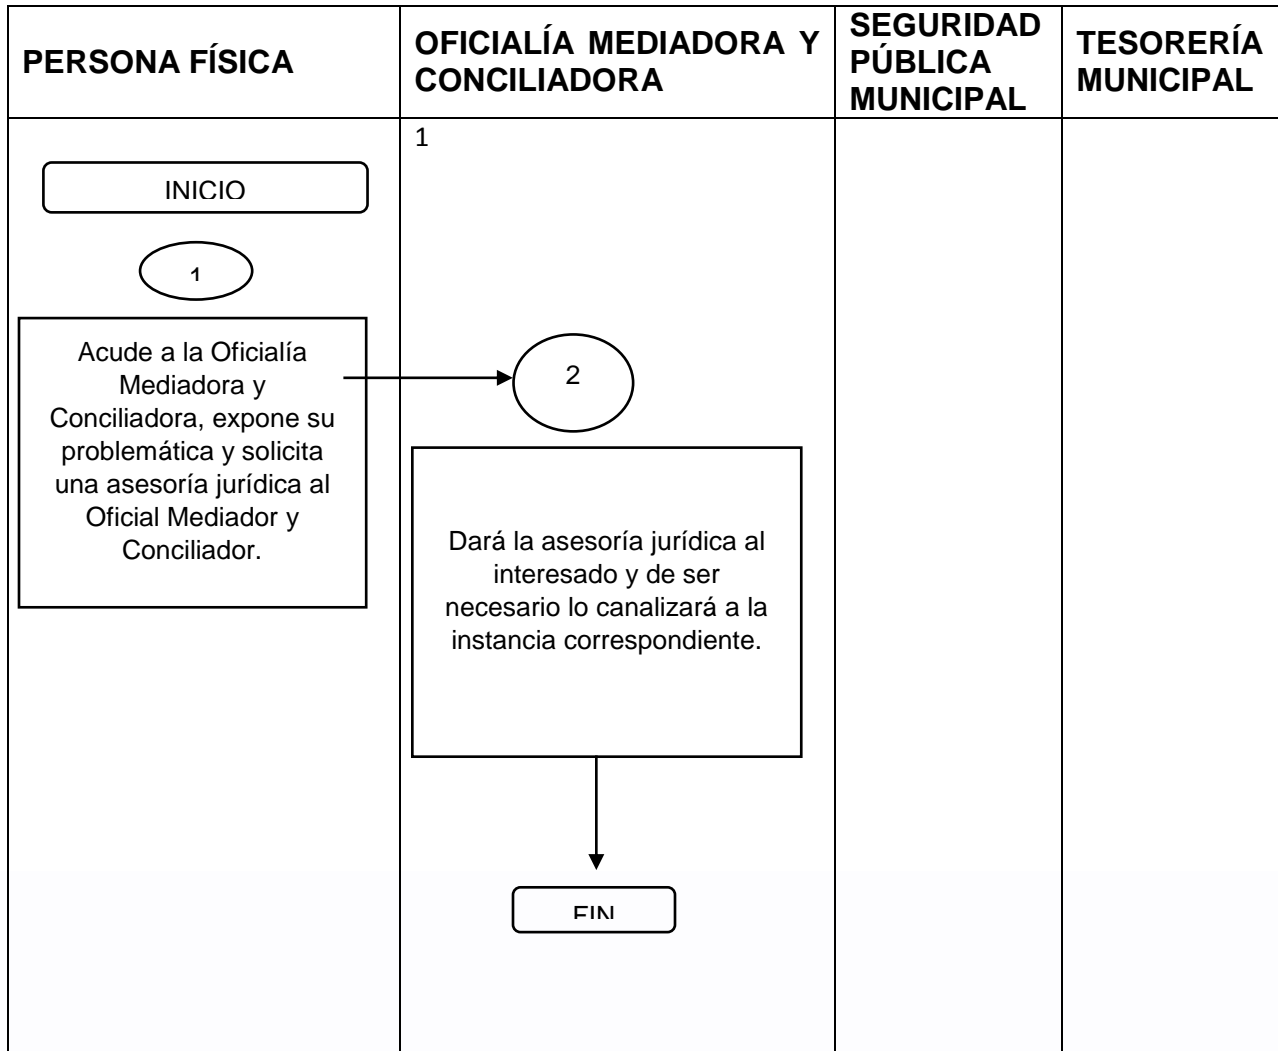 PERSONA FÍSICA
OFICIALÍA MEDIADORA Y
CONCILIADORA
SEGURIDAD
PÚBLICA
MUNICIPAL
TESORERÍA
MUNICIPAL
1
INICIO
1
Acude a la Oficialía
Mediadora y
Conciliadora, expone su
problemática y solicita
una asesoría jurídica al
Oficial Mediador y
Conciliador.
2
Dará la asesoría jurídica al
interesado y de ser
necesario lo canalizará a la
instancia correspondiente.
FIN